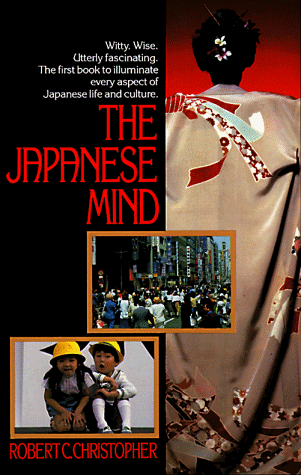 Witty. Wise.
Utterly fascinating.
The first book to illuminate
every aspect of
Japanese life and culture.
THE
JAPANESE
MIND
ROBERT C. CHRISTOPHER